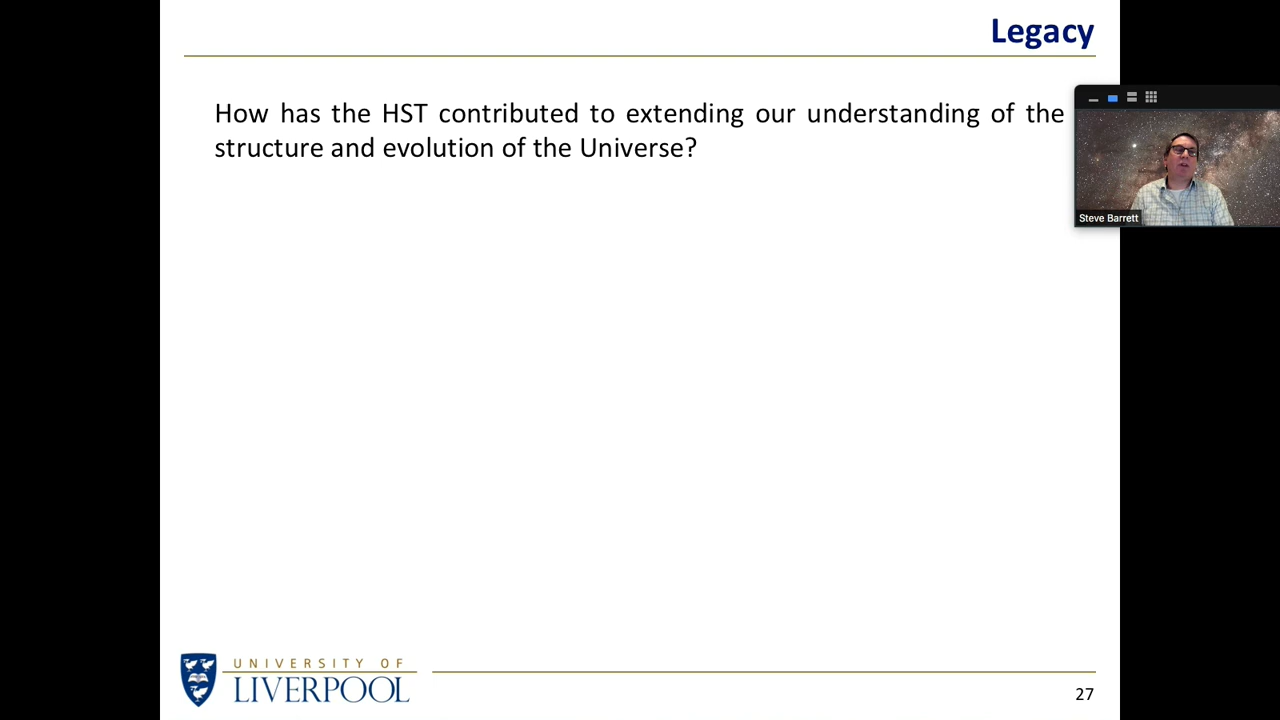 Legacy
How has the HST contributed to extending our understanding of the
structure and evolution of the Universe?
Steve Barrett
UNIVERSITY OF
LIVERPOOL
27